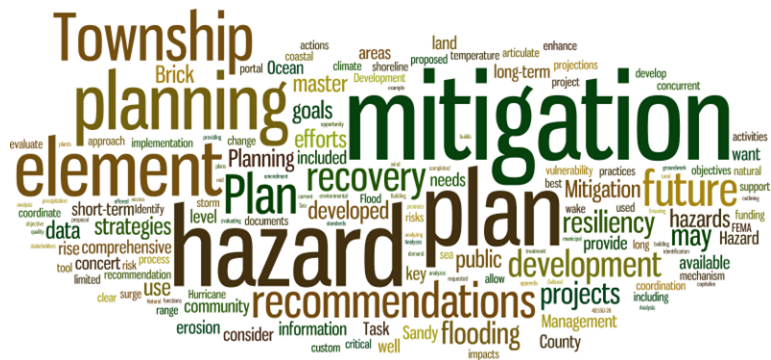 Township
actions
coastal
portal
Ocean
areas
land
temperature
articulate
enhance
climate
shoreline
proposed
long-term
projections
project
Brick
Development
master
develop
concurrent
planning
mitigation
goals
evaluate
approach
implementation
providing
change
efforts
activities
want
element
Planning
included
recovery
needs
vulnerability
practices
objectives
natural
Plan
plan
best
Mitigation
future
support
coordinate
short-term
identify
storm
level
evaluating
documents
developed
Flood
risks
wake
used
hazards
funding
data
strategies
hazard
resiliency
may
FEMA
Hazard
rise
comprehensive
sea
public
provide
long
tool
concert
risk
process
key
development
available
mechanism
limited
recommendation
allow
coordination
clear
surge
use
Hurricane
recommendations
projects
including
range
community
erosion
consider
information
Task
Sandy
flooding
Management
County
custom
critical
well
impacts